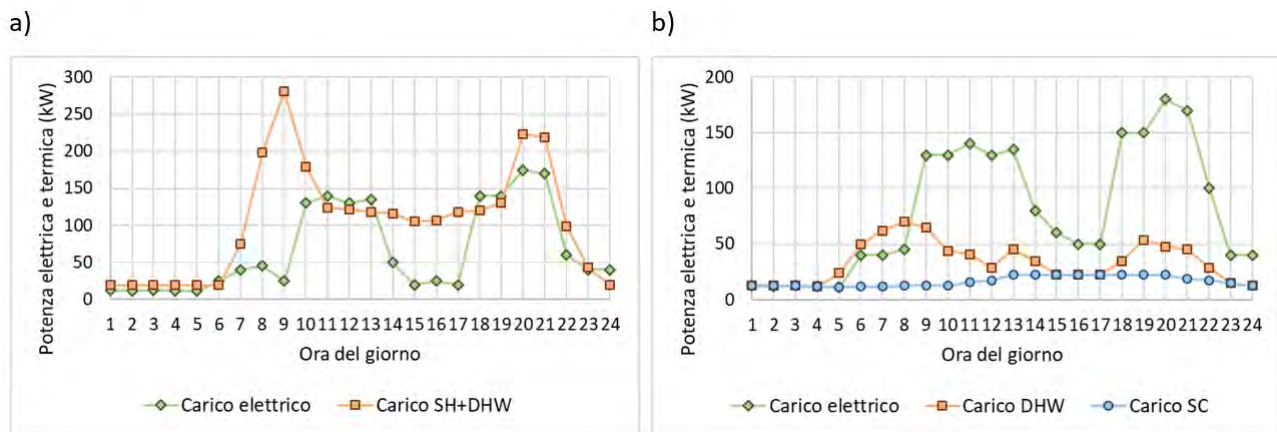 a)
Potenza elettrica e termica (kW)
300
250
200
150
100
50
0
1 2 3 4 5 6 7 8 9 10 11 12 13 14 15 16 17 18 19 20 21 22 23 24
Ora del giorno
Carico elettrico Carico SH+DHW
b)
Potenza elettrica e termica (kW)
200
150
100
50
0
1 2 3 4 5 6 7 8 9 10 11 12 13 14 15 16 17 18 19 20 21 22 23 24
Ora del giorno
Carico elettrico Carico DHW Carico SC